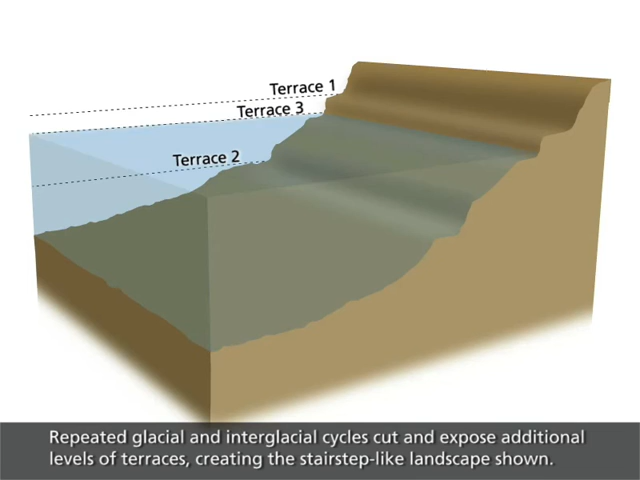 Terrace 1
Terrace 3
Terrace 2
Repeated glacial and interglacial cycles cut and expose additional
levels of terraces, creating the stairstep-like landscape shown.